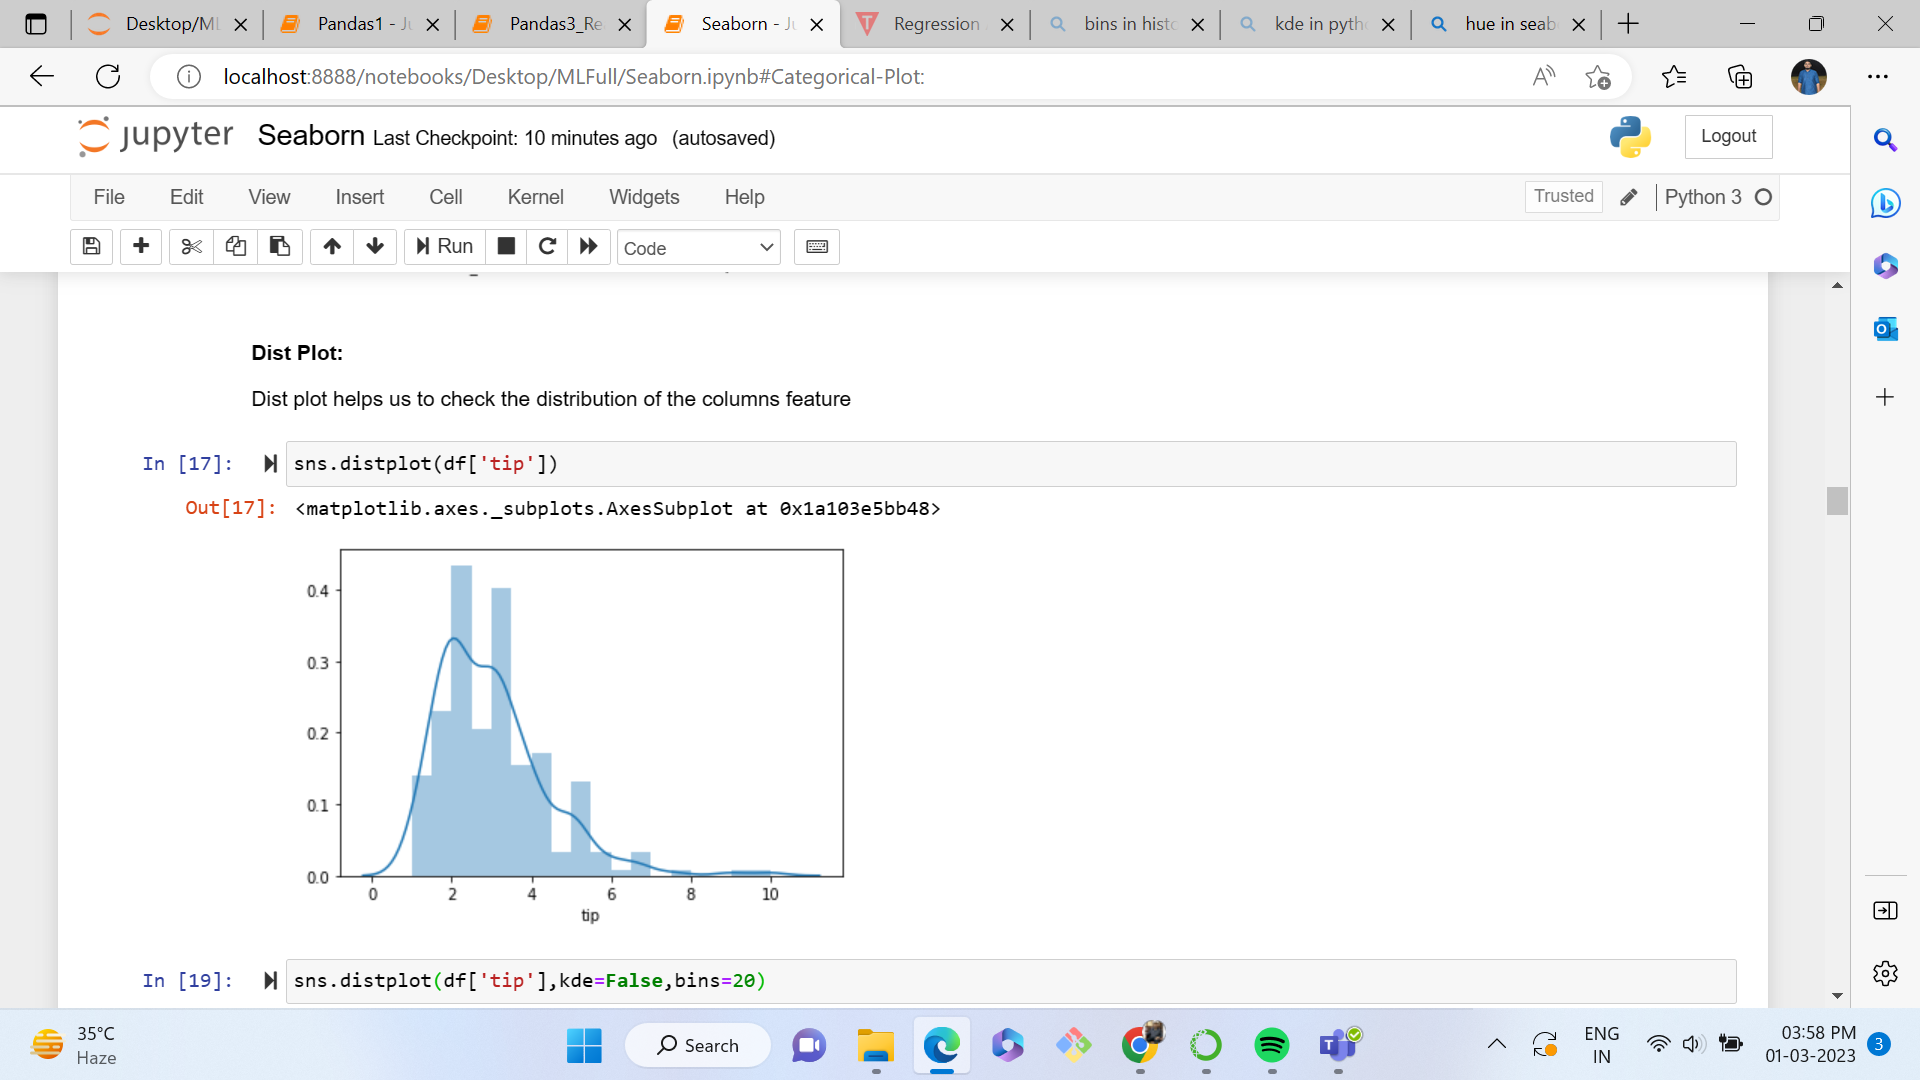 Desktop/ML
Pandas1 - Ju
Pandas3_Re
Seaborn - Ju
Regression
bins in histo
kde in pyth
hue in seab
localhost:8888/notebooks/Desktop/MLFull/Seaborn.ipynb#Categorical-Plot:
jupyter Seaborn Last Checkpoint: 10 minutes ago (autosaved)
Logout
File Edit View Insert Cell Kernel Widgets Help
Trusted
Python 3
Run
Code
Dist Plot:
Dist plot helps us to check the distribution of the columns feature
In [17]: sns.distplot(df['tip'])
Out[17]: <matplotlib.axes._subplots.AxesSubplot at 0x1a103e5bb48>
0.4
0.3
0.2
0.1
0.0
0 2 4 6 8 10
tip
In [19]: sns.distplot(df['tip'],kde=False,bins=20)
35°C
Haze
Search
ENG
IN
03:58 PM
01-03-2023
3